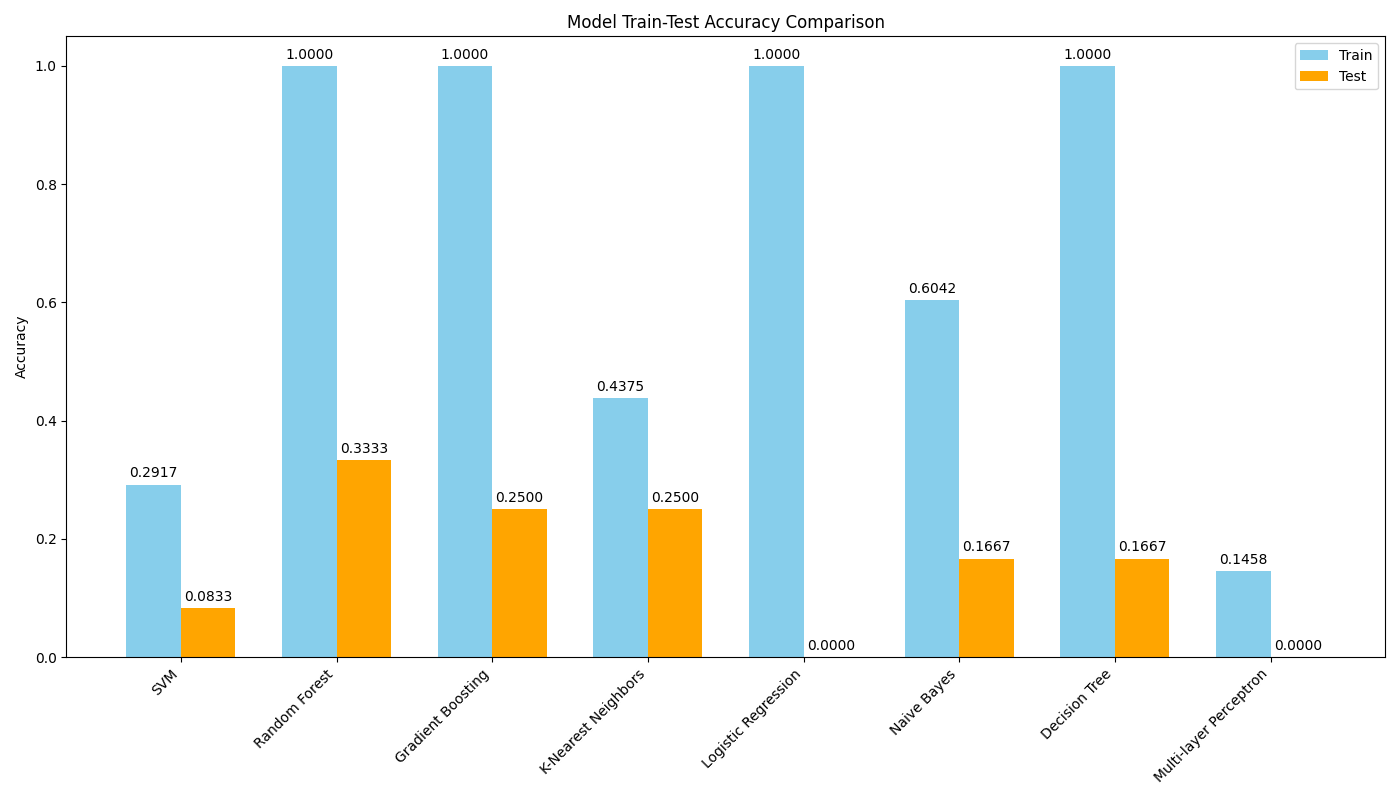 Model Train-Test Accuracy Comparison
Train
Test
Accuracy
1.0
0.8
0.6
0.4
0.2
0.0
0.2917
0.0833
1.0000
0.3333
1.0000
0.2500
0.4375
0.2500
1.0000
0.0000
0.6042
0.1667
1.0000
0.1667
0.1458
0.0000
SVM
Random Forest
Gradient Boosting
K-Nearest Neighbors
Logistic Regression
Naive Bayes
Decision Tree
Multi-layer Perceptron